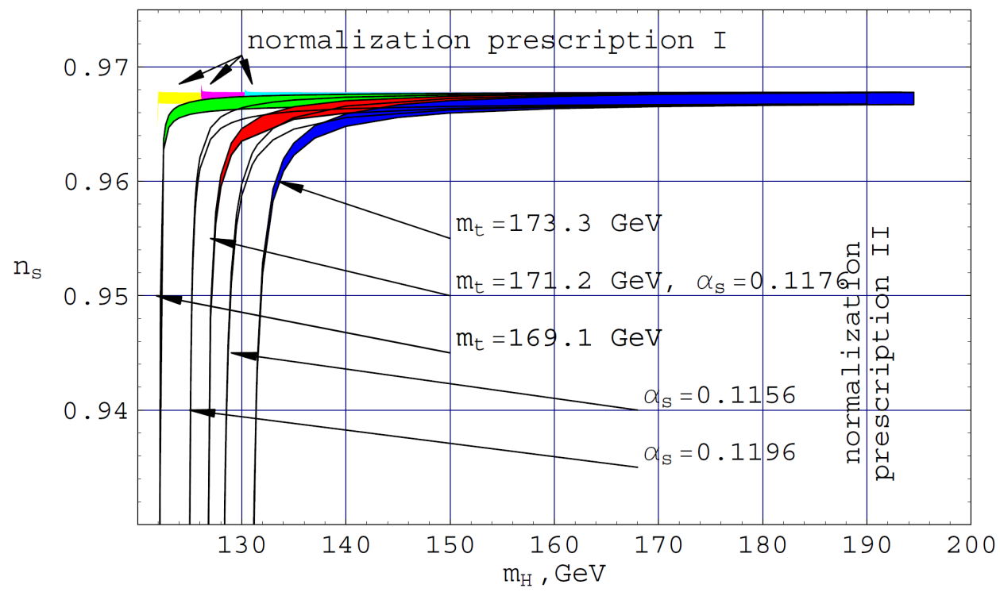 normalization prescription I
0.97
0.96
0.95
0.94
n_s
m_t=173.3 GeV
m_t=171.2 GeV, α_s=0.1176
m_t=169.1 GeV
α_s=0.1156
α_s=0.1196
normalization
prescription II
130 140 150 160 170 180 190 200
m_H,GeV